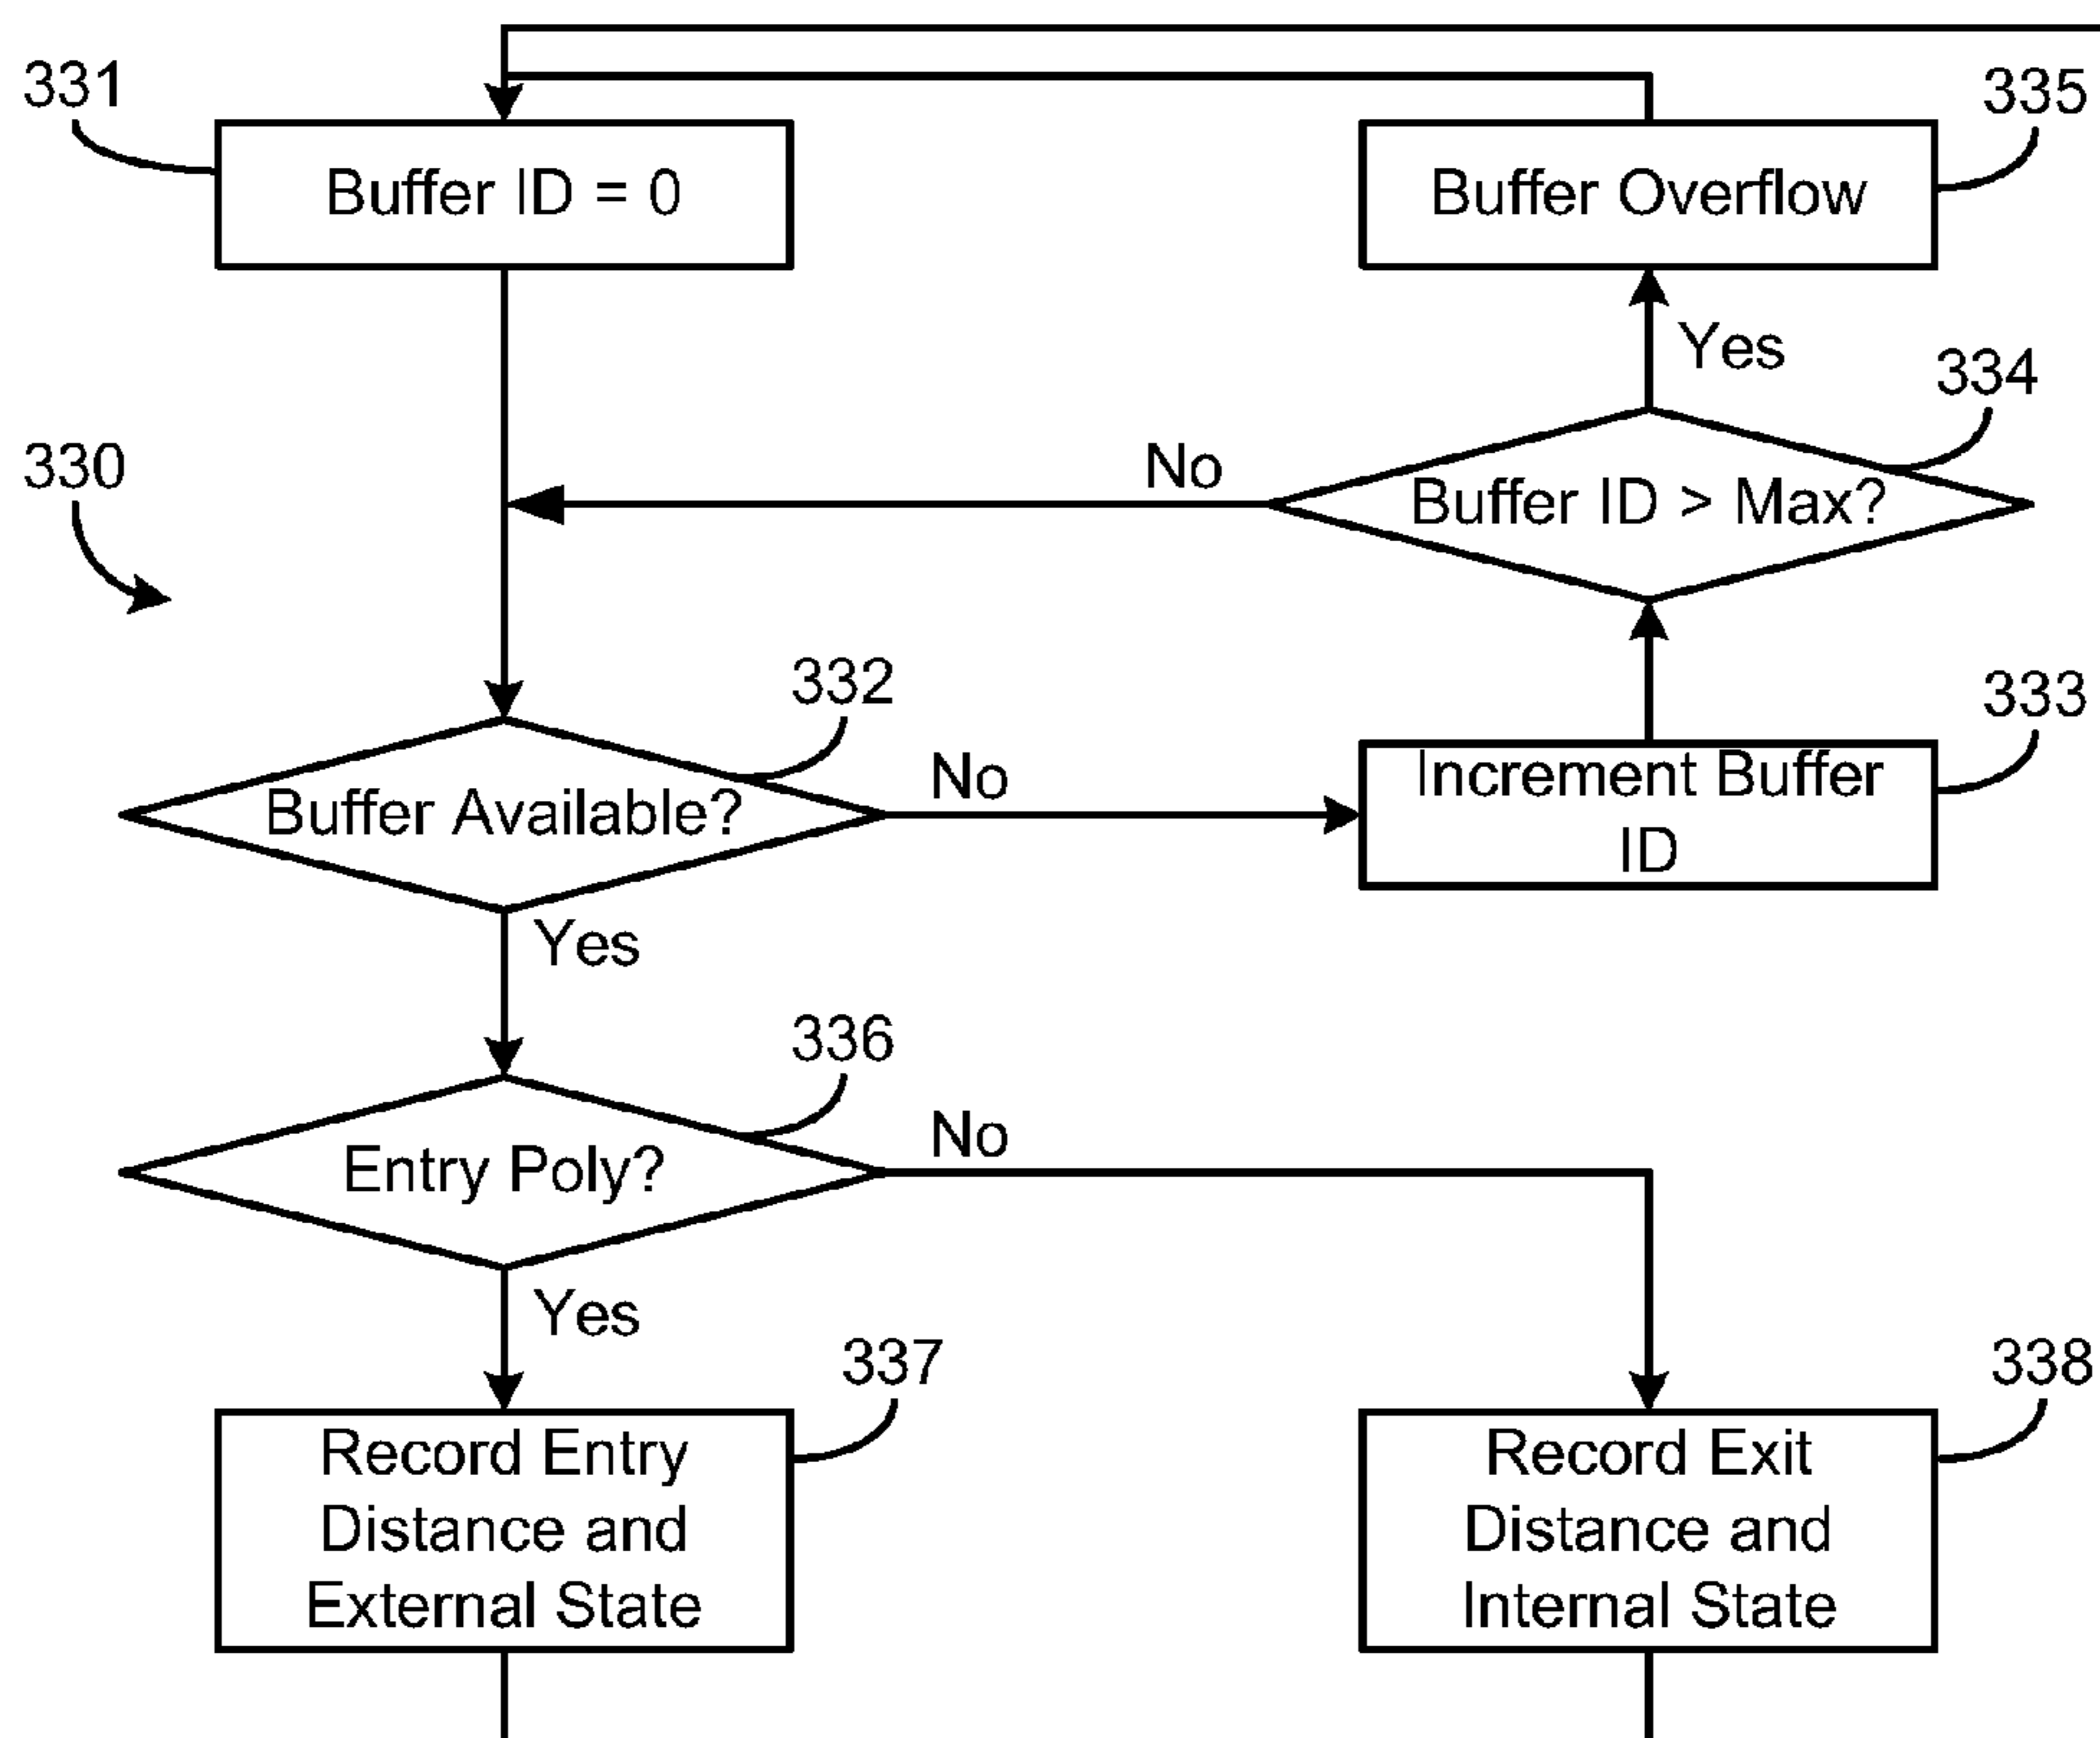 331
Buffer ID = 0
335
Buffer Overflow
Yes
334
No
Buffer ID > Max?
330
332
Buffer Available?
No
333
Increment Buffer
ID
Yes
336
Entry Poly?
No
Yes
337
Record Entry
Distance and
External State
338
Record Exit
Distance and
Internal State